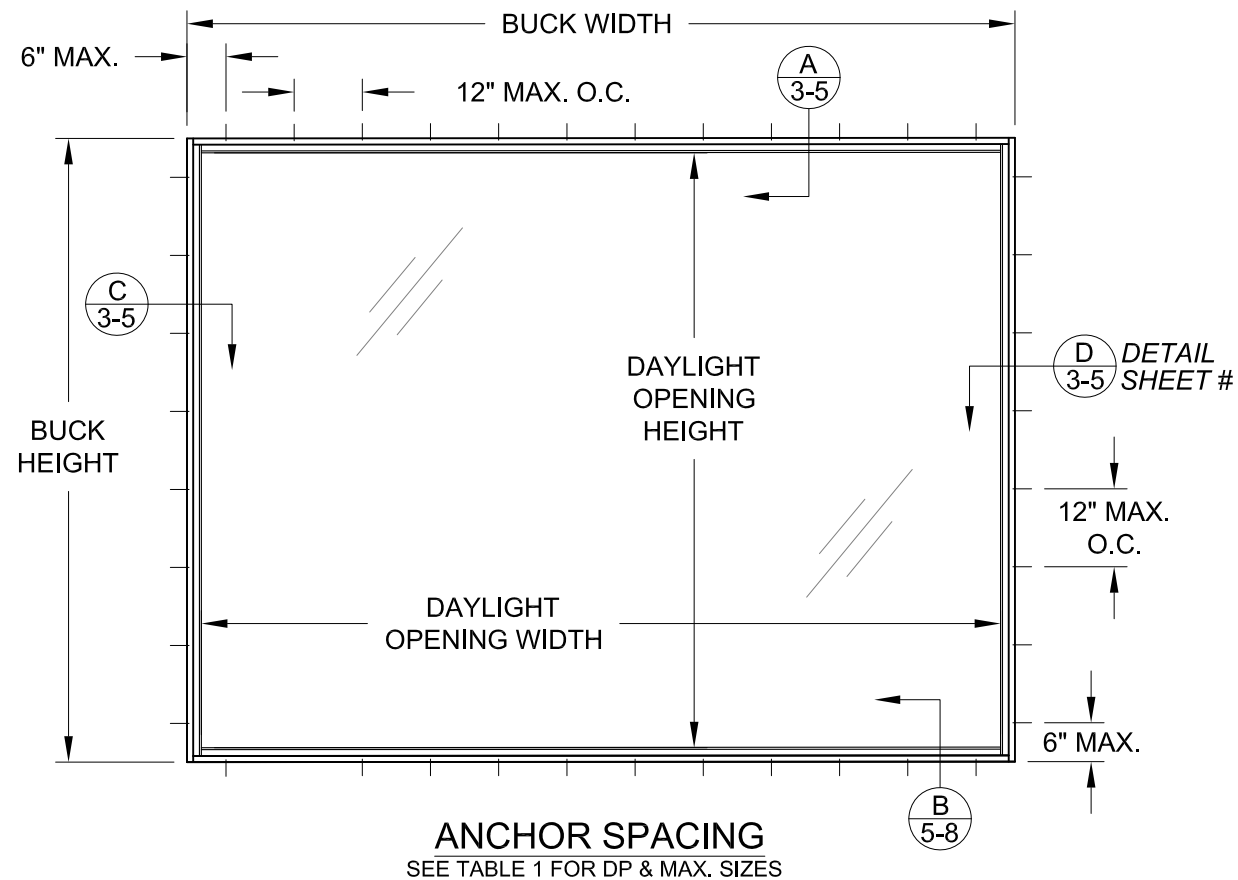 BUCK WIDTH
6" MAX.
12" MAX. O.C.
A
3-5
C
3-5
DAYLIGHT
OPENING
HEIGHT
D
3-5
DETAIL
SHEET #
BUCK
HEIGHT
12" MAX.
O.C.
DAYLIGHT
OPENING WIDTH
6" MAX.
B
5-8
ANCHOR SPACING
SEE TABLE 1 FOR DP & MAX. SIZES